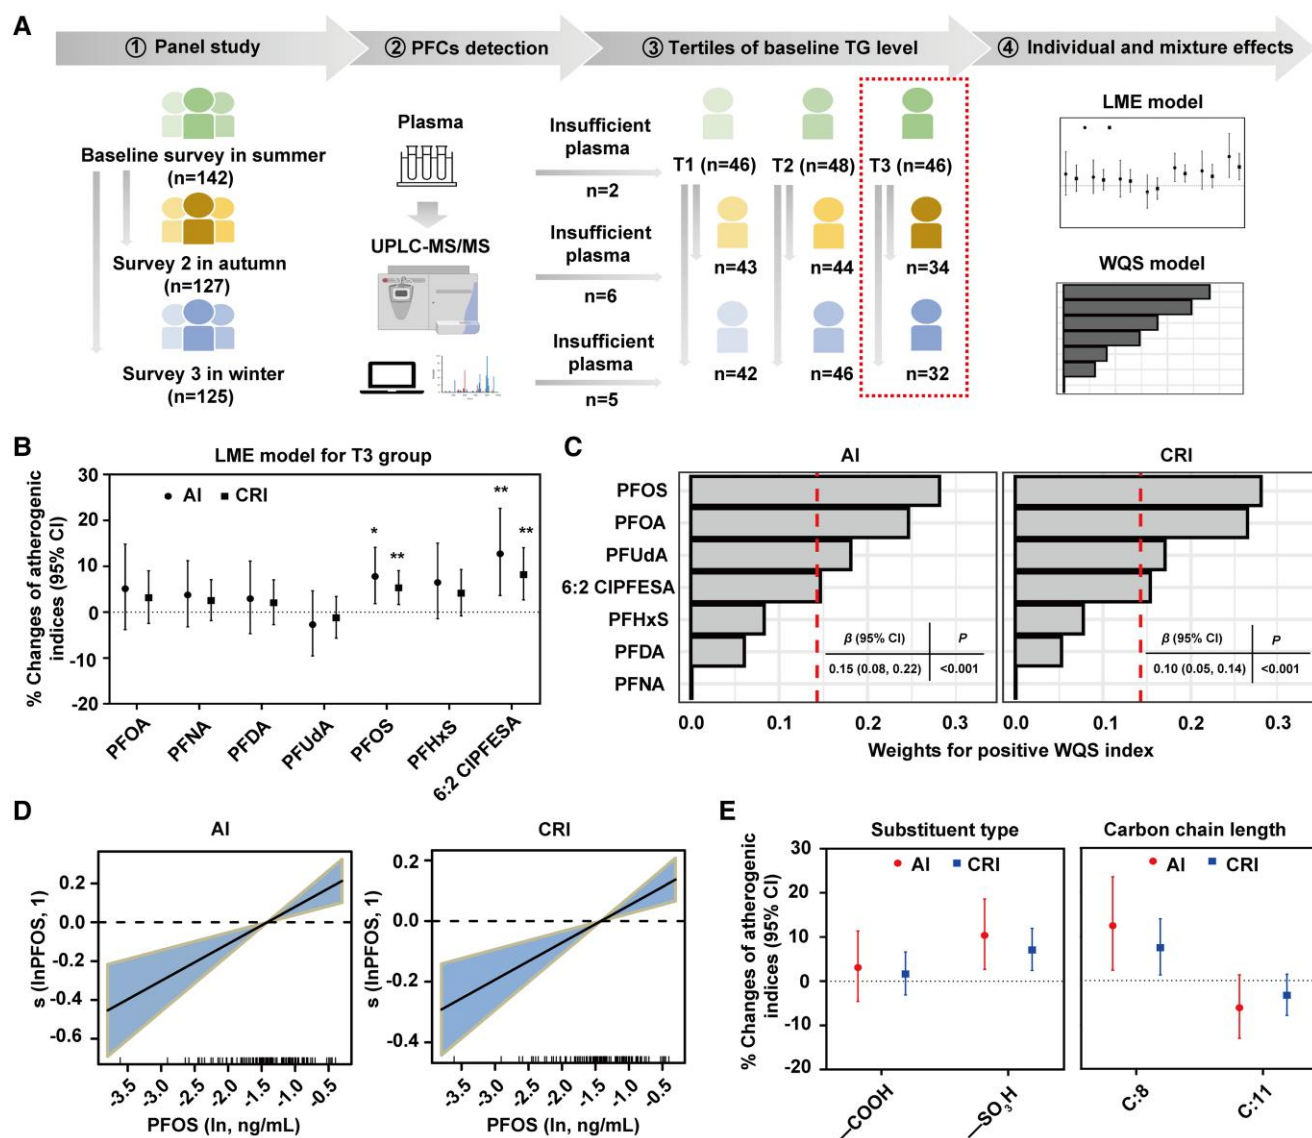 A
① Panel study
② PFCs detection
③ Tertiles of baseline TG level
④ Individual and mixture effects
Baseline survey in summer
(n=142)
Survey 2 in autumn
(n=127)
Survey 3 in winter
(n=125)
Plasma
UPLC-MS/MS
Insufficient
plasma
n=2
Insufficient
plasma
n=6
Insufficient
plasma
n=5
T1 (n=46)
T2 (n=48)
T3 (n=46)
n=43
n=44
n=34
n=42
n=46
n=32
LME model
WQS model
B
LME model for T3 group
% Changes of atherogenic
indices (95% CI)
30
20
10
0
-10
-20
AI
CRI
*
**
**
**
PFOA
PFNA
PFDA
PFUdA
PFOS
PFHxS
6:2 ClPFESA
C
AI
CRI
PFOS
PFOA
PFUdA
6:2 ClPFESA
PFHxS
PFDA
PFNA
β (95% CI)
P
0.15 (0.08, 0.22)
<0.001
β (95% CI)
P
0.10 (0.05, 0.14)
<0.001
0.0 0.1 0.2 0.3
0.0 0.1 0.2 0.3
Weights for positive WQS index
D
AI
s (lnPFOS, 1)
0.2
0.0
-0.2
-0.4
-0.6
-3.5 -3.0 -2.5 -2.0 -1.5 -1.0 -0.5
PFOS (ln, ng/mL)
CRI
s (lnPFOS, 1)
0.2
0.0
-0.2
-0.4
-3.5 -3.0 -2.5 -2.0 -1.5 -1.0 -0.5
PFOS (ln, ng/mL)
E
Substituent type
Carbon chain length
% Changes of atherogenic
indices (95% CI)
30
20
10
0
-10
-20
AI
CRI
AI
CRI
—COOH
—SO₃H
C:8
C:11